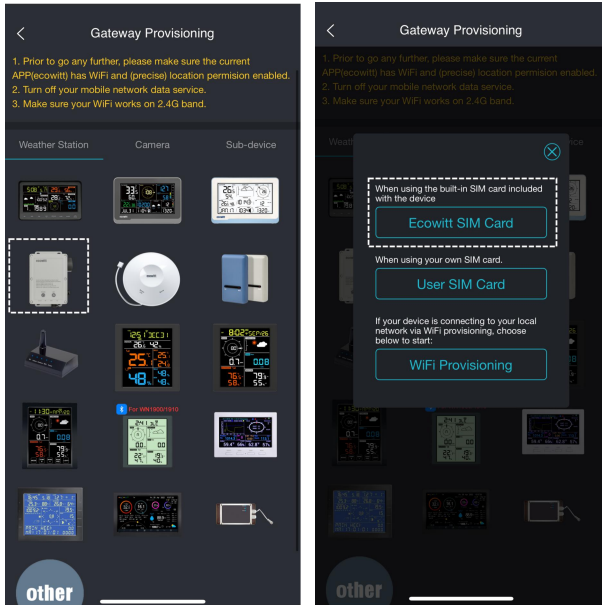 Gateway Provisioning
1. Prior to go any further, please make sure the current
APP(ecowitt) has WiFi and (precise) location permision enabled.
2. Turn off your mobile network data service.
3. Make sure your WiFi works on 2.4G band.
Weather Station
Camera
Sub-device
For WN1900/1910
other
Gateway Provisioning
1. Prior to go any further, please make sure the current
APP(ecowitt) has WiFi and (precise) location permision enabled.
2. Turn off your mobile network data service.
3. Make sure your WiFi works on 2.4G band.
When using the built-in SIM card included
with the device
Ecowitt SIM Card
When using your own SIM card.
User SIM Card
If your device is connecting to your local
network via WiFi provisioning, choose
below to start:
WiFi Provisioning
other